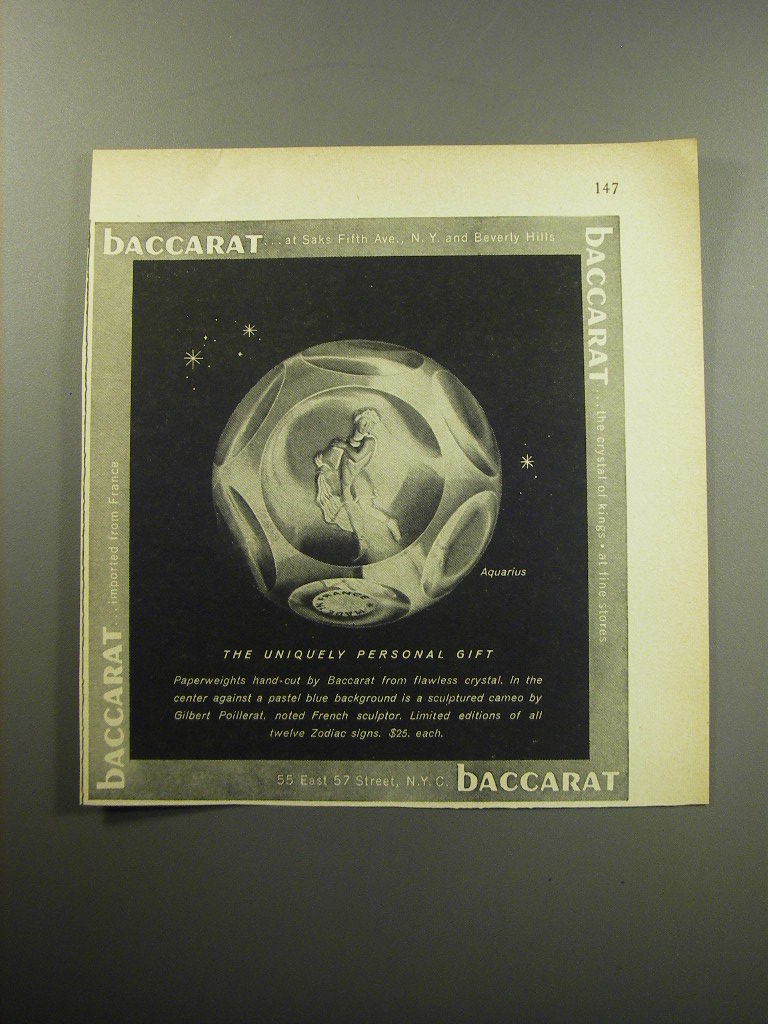 147
bACCARAT...at Saks Fifth Ave., N. Y. and Beverly Hills
bACCARAT...the crystal of kings • at fine stores
bACCARAT...imported from France
Aquarius
FRANCE
THE UNIQUELY PERSONAL GIFT
Paperweights hand-cut by Baccarat from flawless crystal. In the
center against a pastel blue background is a sculptured cameo by
Gilbert Poillerat, noted French sculptor. Limited editions of all
twelve Zodiac signs. $25. each.
55 East 57 Street, N.Y.C. bACCARAT